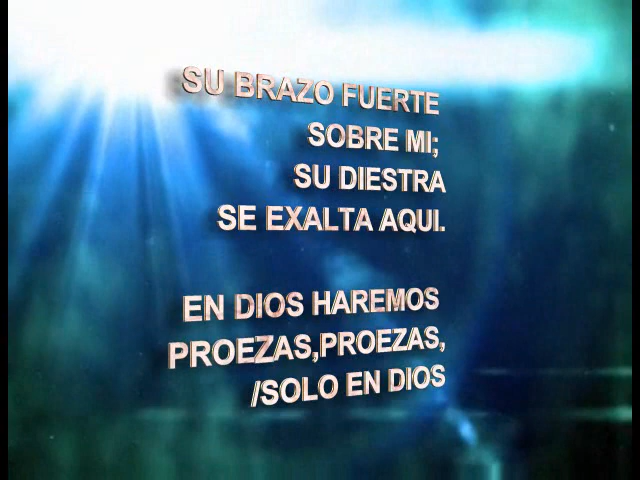 SU BRAZO FUERTE
SOBRE MI;
SU DIESTRA
SE EXALTA AQUI.
EN DIOS HAREMOS
PROEZAS,PROEZAS,
/SOLO EN DIOS